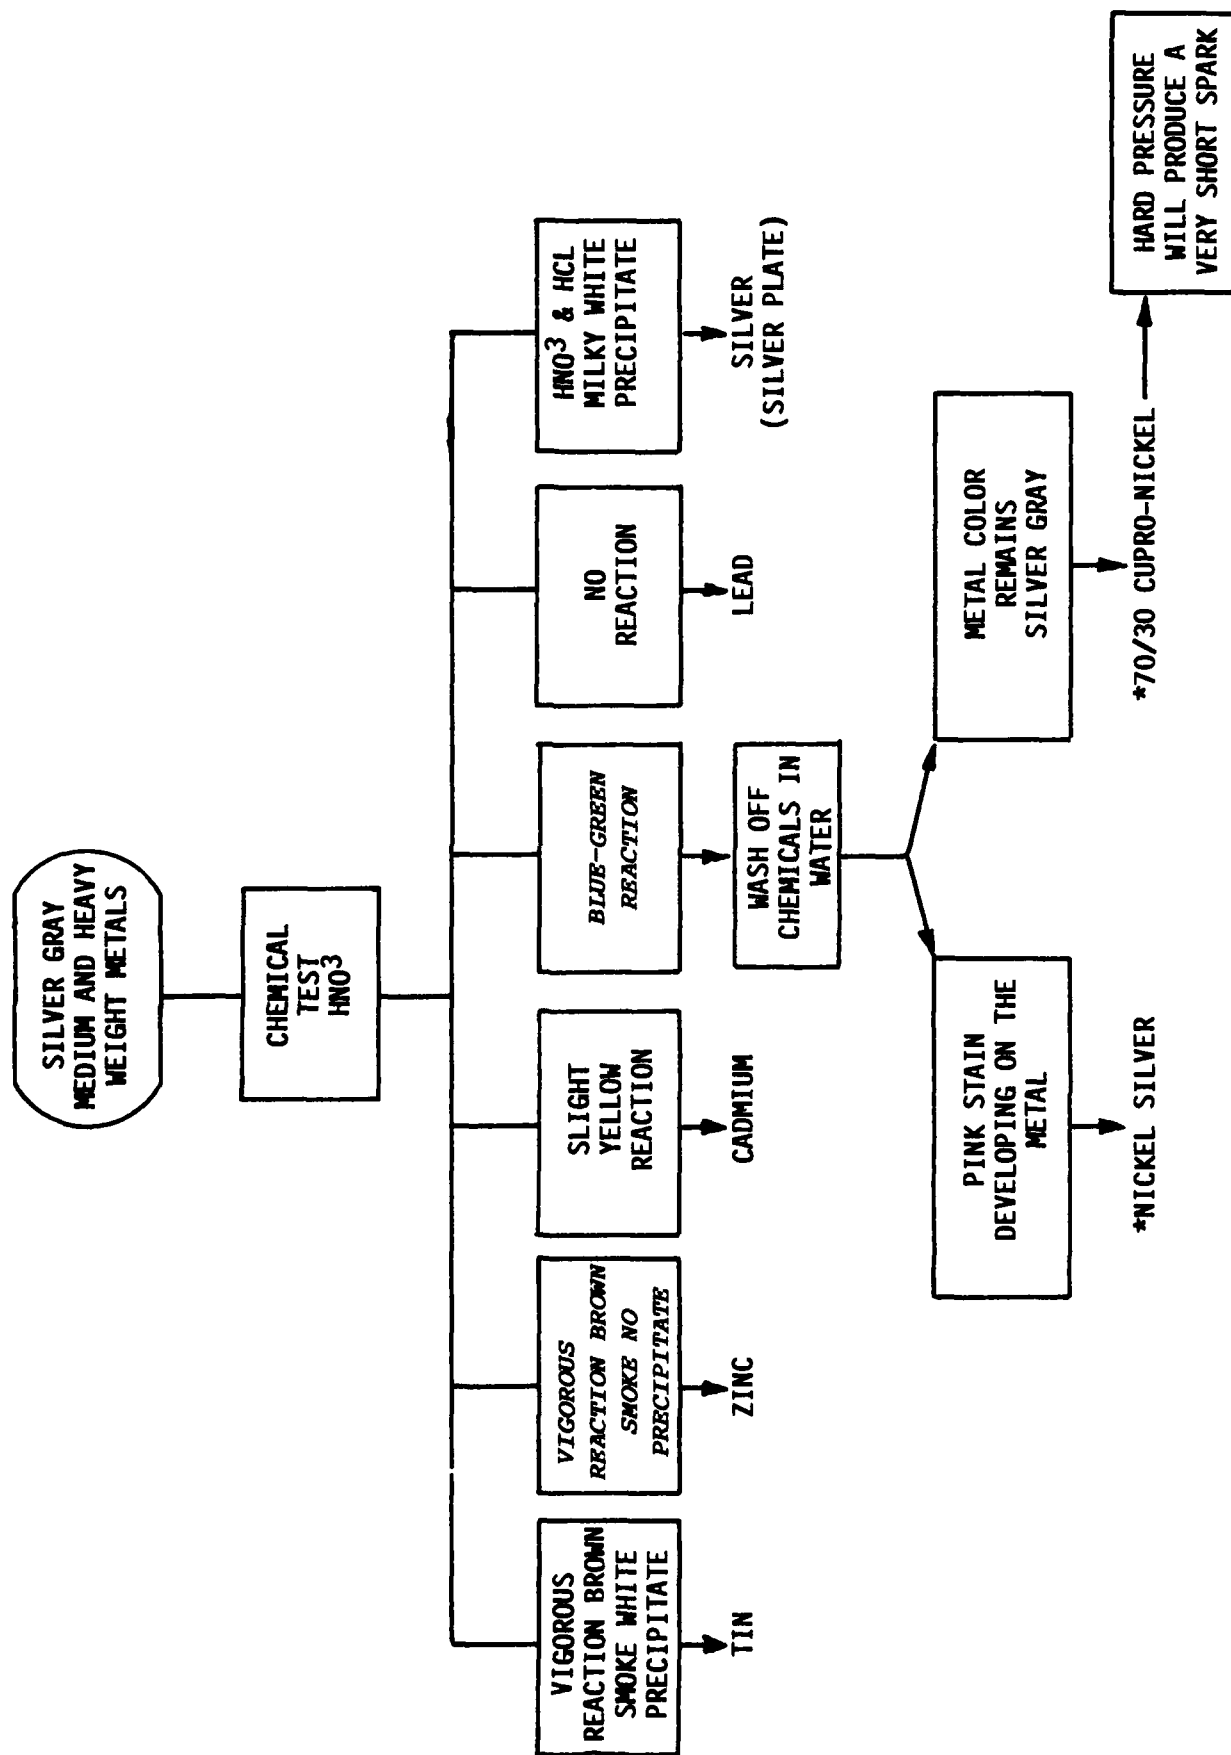 SILVER GRAY
MEDIUM AND HEAVY
WEIGHT METALS
CHEMICAL
TEST
HNO³
VIGOROUS
REACTION BROWN
SMOKE WHITE
PRECIPITATE
TIN
VIGOROUS
REACTION BROWN
SMOKE NO
PRECIPITATE
ZINC
SLIGHT
YELLOW
REACTION
CADMIUM
BLUE-GREEN
REACTION
WASH OFF
CHEMICALS IN
WATER
NO
REACTION
LEAD
HNO³ & HCL
MILKY WHITE
PRECIPITATE
SILVER
(SILVER PLATE)
PINK STAIN
DEVELOPING ON THE
METAL
*NICKEL SILVER
METAL COLOR
REMAINS
SILVER GRAY
*70/30 CUPRO-NICKEL
HARD PRESSURE
WILL PRODUCE A
VERY SHORT SPARK